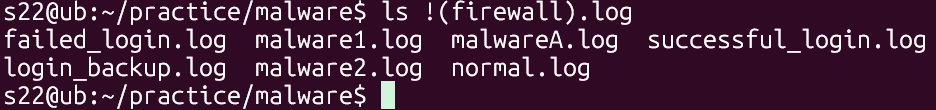 s22@ub:~/practice/malware$ ls !(firewall).log
failed_login.log  malware1.log  malwareA.log  successful_login.log
login_backup.log  malware2.log  normal.log
s22@ub:~/practice/malware$